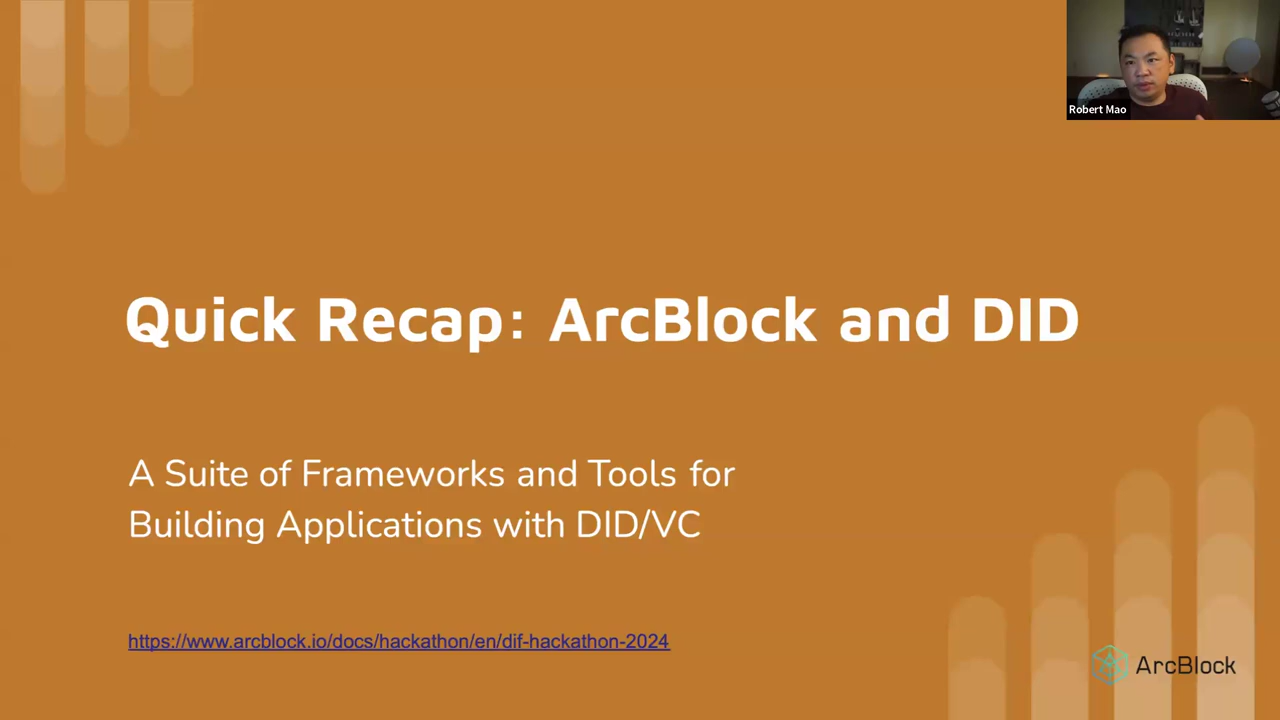 Robert Mao
Quick Recap: ArcBlock and DID
A Suite of Frameworks and Tools for
Building Applications with DID/VC
https://www.arcblock.io/docs/hackathon/en/dif-hackathon-2024
ArcBlock